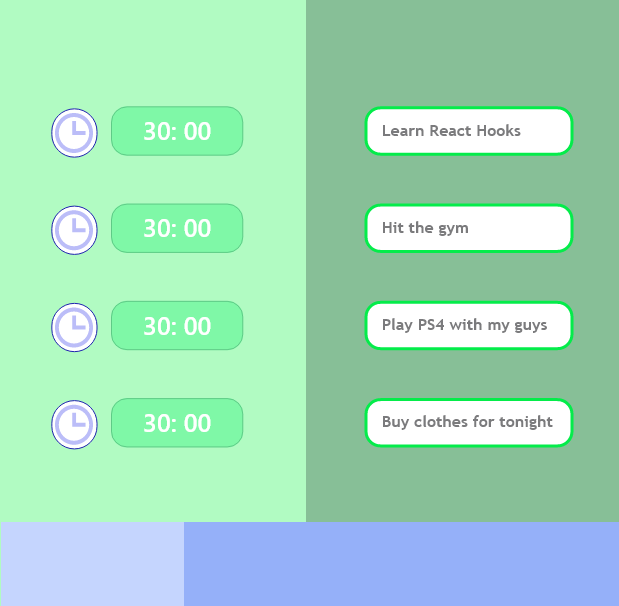 30: 00
Learn React Hooks
30: 00
Hit the gym
30: 00
Play PS4 with my guys
30: 00
Buy clothes for tonight